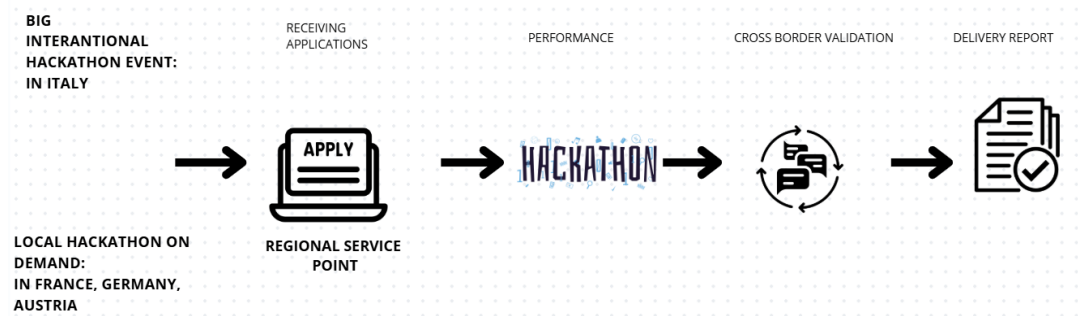 BIG
INTERANTIONAL
HACKATHON EVENT:
IN ITALY
RECEIVING
APPLICATIONS
PERFORMANCE
CROSS BORDER VALIDATION
DELIVERY REPORT
APPLY
HACKATHON
LOCAL HACKATHON ON
DEMAND:
IN FRANCE, GERMANY,
AUSTRIA
REGIONAL SERVICE
POINT